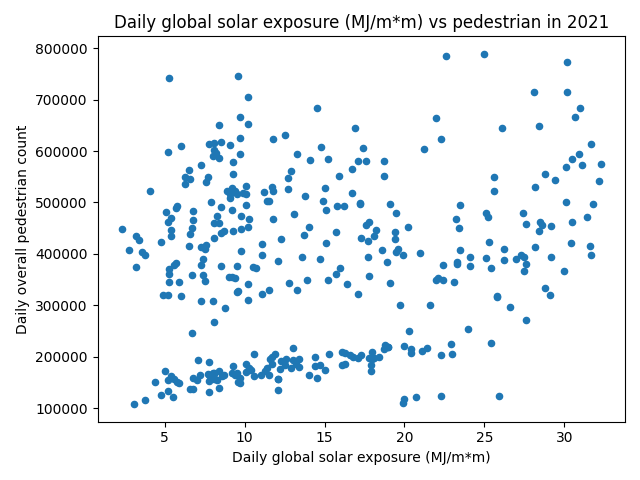 Daily global solar exposure (MJ/m*m) vs pedestrian in 2021
800000
700000
600000
500000
400000
300000
200000
100000
Daily overall pedestrian count
5 10 15 20 25 30
Daily global solar exposure (MJ/m*m)